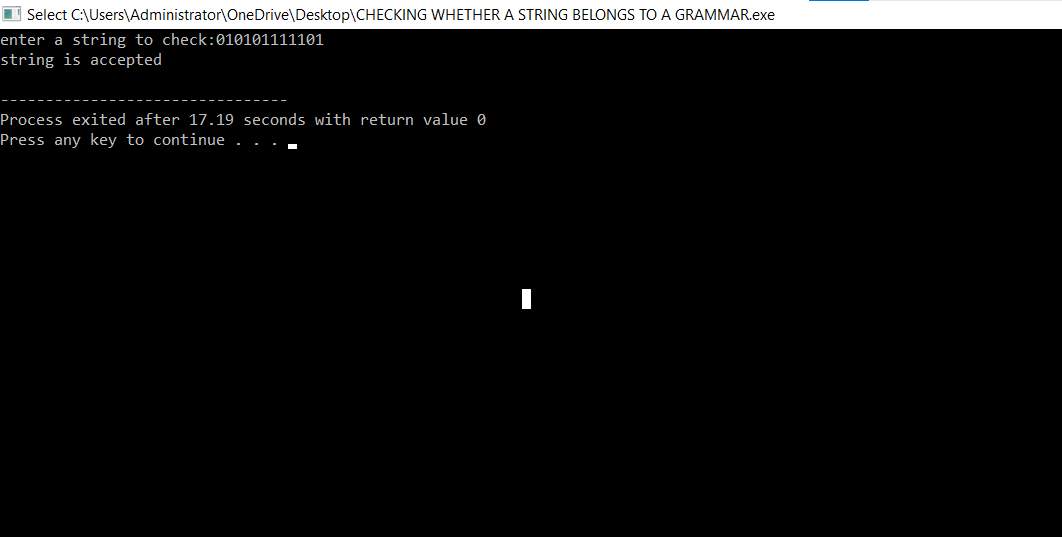 Select C:\Users\Administrator\OneDrive\Desktop\CHECKING WHETHER A STRING BELONGS TO A GRAMMAR.exe
enter a string to check:010101111101
string is accepted
--------------------------------
Process exited after 17.19 seconds with return value 0
Press any key to continue . . .